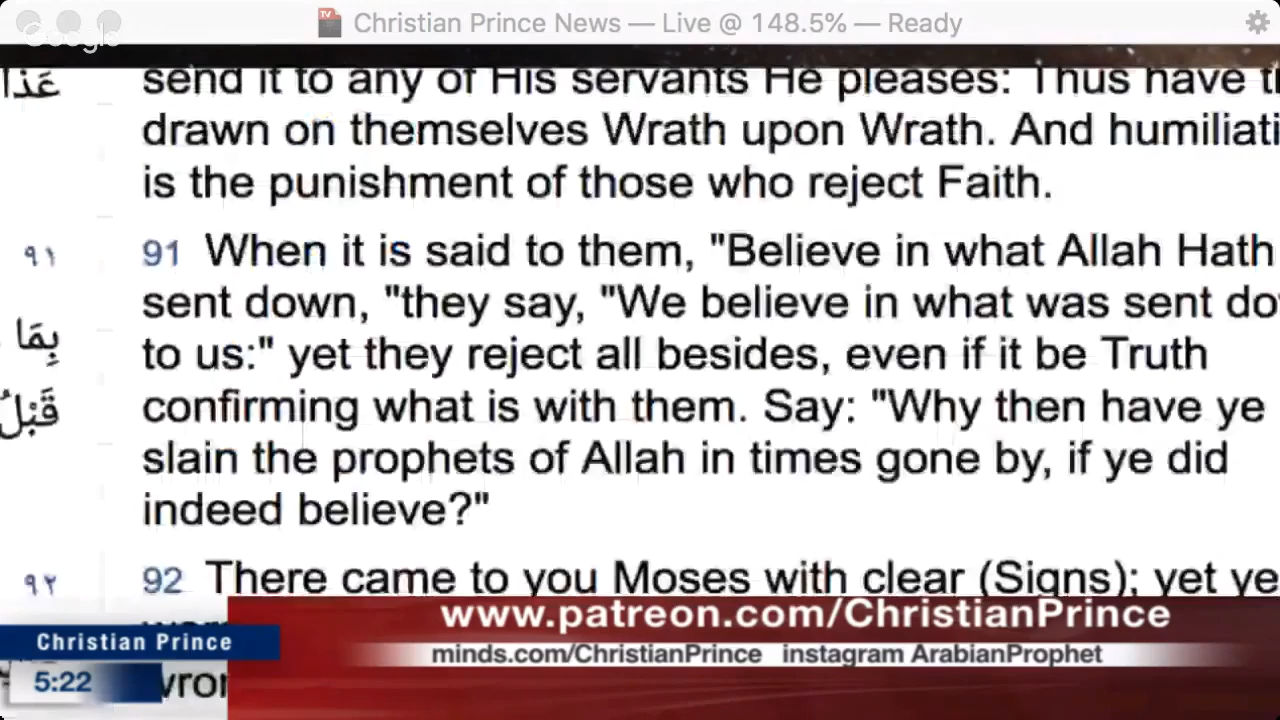 Christian Prince News — Live @ 148.5% — Ready
Google
TV
send it to any of His servants He pleases: Thus have
عَذَا
drawn on themselves Wrath upon Wrath. And humiliati
is the punishment of those who reject Faith.
٩١
91 When it is said to them, "Believe in what Allah Hath
sent down, "they say, "We believe in what was sent do
بِمَا
to us:" yet they reject all besides, even if it be Truth
confirming what is with them. Say: "Why then have ye
قَبْلُ
slain the prophets of Allah in times gone by, if ye did
indeed believe?"
٩٢
92 There came to you Moses with clear (Signs); yet ye
www.patreon.com/ChristianPrince
Christian Prince
minds.com/ChristianPrince instagram ArabianProphet
5:22